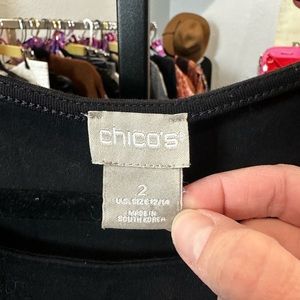 chico's
2
U.S. SIZE 12/14
MADE IN
SOUTH KOREA